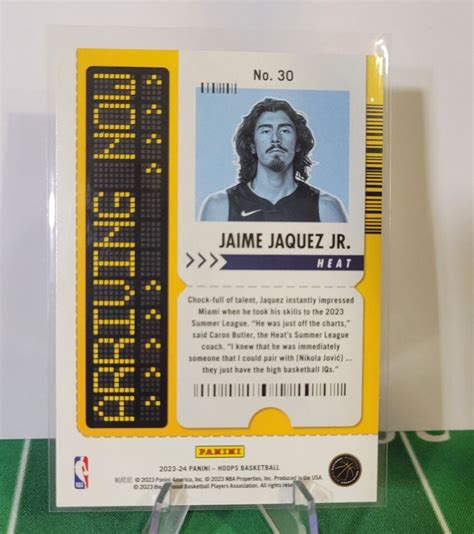 ARRIVING NOW
No. 30
JAIME JAQUEZ JR.
HEAT
Chock-full of talent, Jaquez instantly impressed
Miami when he took his skills to the 2023
Summer League. "He was just off the charts,"
said Caron Butler, the Heat's Summer League
coach. "I knew that he was immediately
someone that I could pair with [Nikola Jović] ...
they just have the high basketball IQs."
PANINI
2023-24 PANINI – HOOPS BASKETBALL
© 2023 Panini America, Inc. © 2023 NBA Properties, Inc. Produced in the USA.
© 2023 the National Basketball Players Association. All rights reserved.
NBA